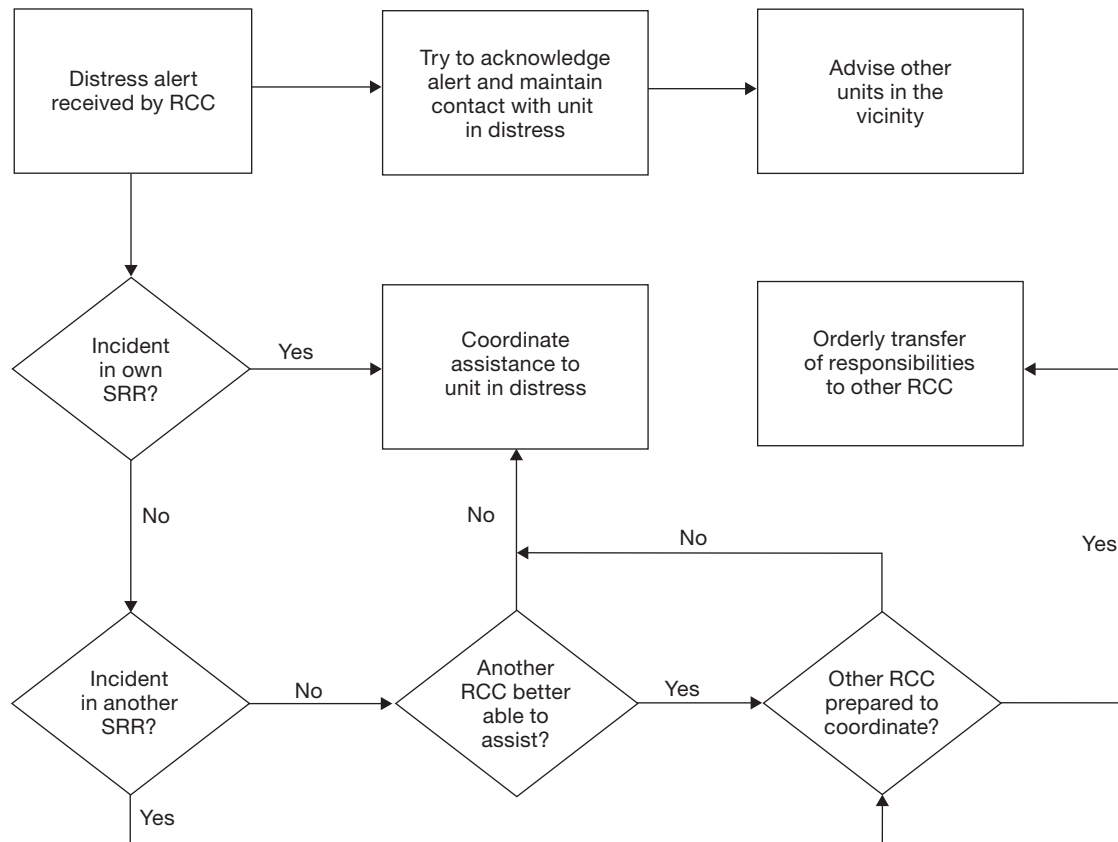 Distress alert
received by RCC
Try to acknowledge
alert and maintain
contact with unit
in distress
Advise other
units in the
vicinity
Incident
in own
SRR?
Yes
Coordinate
assistance to
unit in distress
Orderly transfer
of responsibilities
to other RCC
No
No
No
Yes
Incident
in another
SRR?
No
Another
RCC better
able to
assist?
Yes
Other RCC
prepared to
coordinate?
Yes